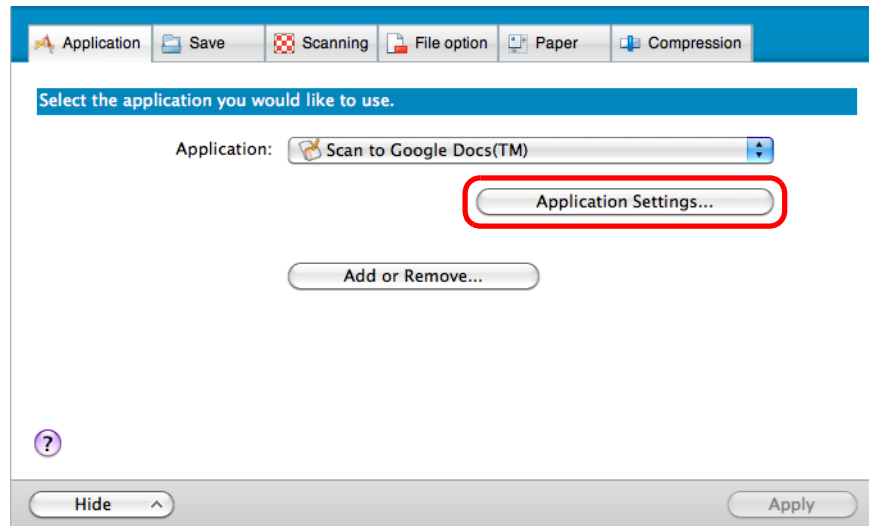 Application Save Scanning File option Paper Compression
Select the application you would like to use.
Application: Scan to Google Docs(TM)
Application Settings...
Add or Remove...
?
Hide Apply